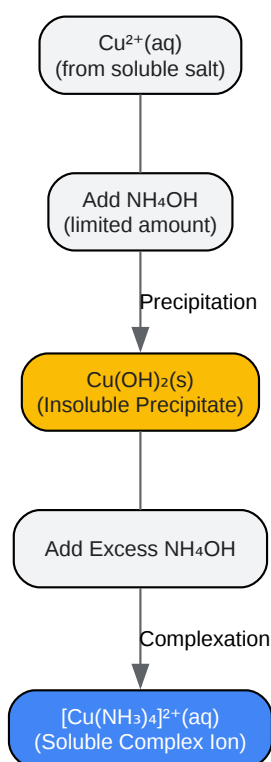 Cu²⁺(aq)
(from soluble salt)
Add NH₄OH
(limited amount)
Precipitation
Cu(OH)₂(s)
(Insoluble Precipitate)
Add Excess NH₄OH
Complexation
[Cu(NH₃)₄]²⁺(aq)
(Soluble Complex Ion)